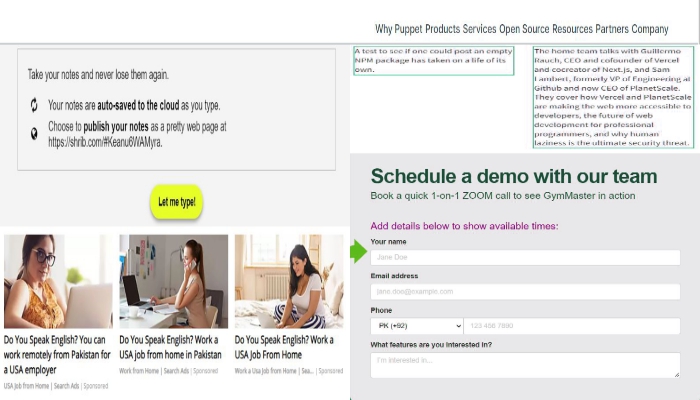 Why Puppet Products Services Open Source Resources Partners Company
Take your notes and never lose them again.
Your notes are auto-saved to the cloud as you type.
Choose to publish your notes as a pretty web page at
https://shrib.com/#Keanu6WAMyra.
Let me type!
Do You Speak English? You can
work remotely from Pakistan for
a USA employer
USA Job from Home | Search Ads | Sponsored
Do You Speak English? Work a
USA job from home in Pakistan
Work from Home | Search Ads | Sponsored
Do You Speak English? Work a
USA Job From Home
Work a Usa Job from Home | Sea... | Sponsored
A test to see if one could post an empty
NPM package has taken on a life of its
own.
The home team talks with Guillermo
Rauch, CEO and cofounder of Vercel
and cocreator of Next.js, and Sam
Lambert, formerly VP of Engineering at
Github and now CEO of PlanetScale.
They cover how Vercel and PlanetScale
are making the web more accessible to
developers, the future of web
development for professional
programmers, and why human
laziness is the ultimate security threat.
Schedule a demo with our team
Book a quick 1-on-1 ZOOM call to see GymMaster in action
Add details below to show available times:
Your name
Jane Doe
Email address
jane.doe@example.com
Phone
PK (+92)
123 456 7890
What features are you interested in?
I'm interested in...